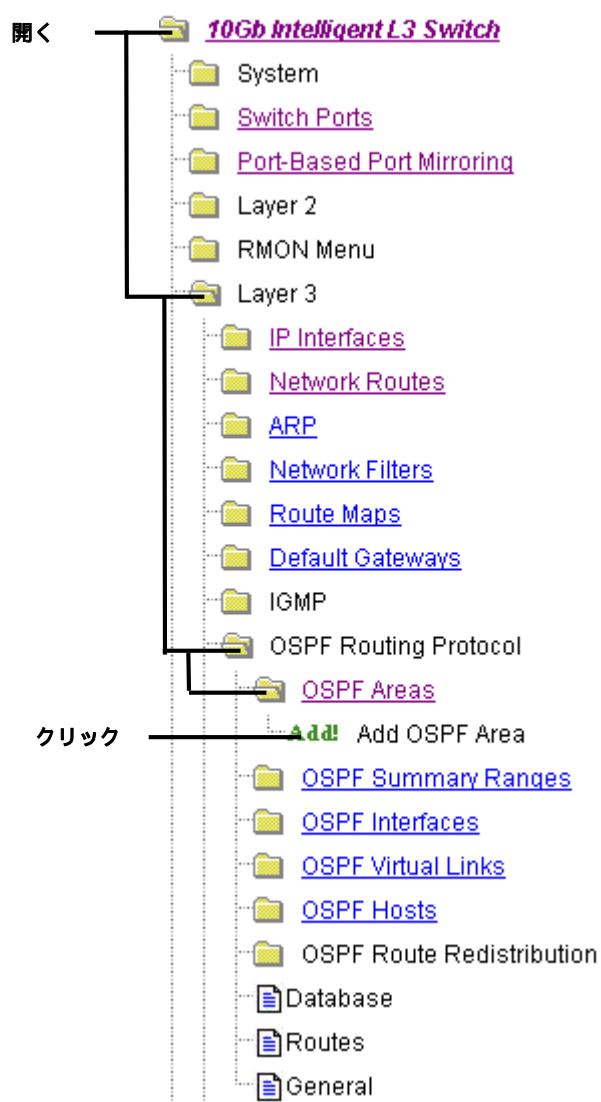 開く
10Gb Intelligent L3 Switch
System
Switch Ports
Port-Based Port Mirroring
Layer 2
RMON Menu
Layer 3
IP Interfaces
Network Routes
ARP
Network Filters
Route Maps
Default Gateways
IGMP
OSPF Routing Protocol
OSPF Areas
クリック Add! Add OSPF Area
OSPF Summary Ranges
OSPF Interfaces
OSPF Virtual Links
OSPF Hosts
OSPF Route Redistribution
Database
Routes
General